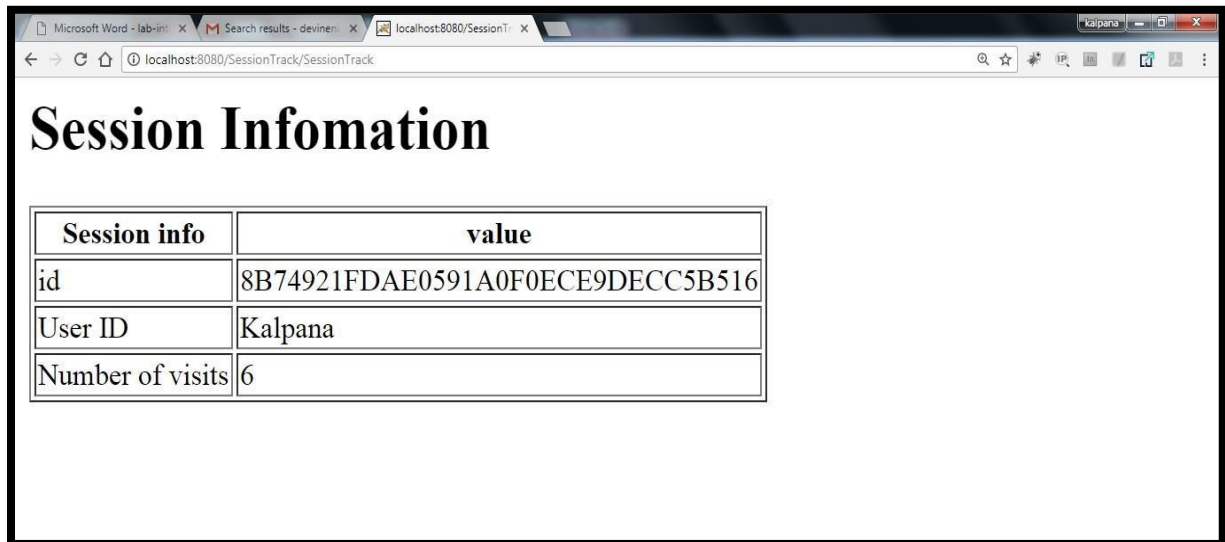 Microsoft Word - lab-int Search results - devineni localhost:8080/SessionTr kalpana
localhost:8080/SessionTrack/SessionTrack
Session Infomation
Session info value
id 8B74921FDAE0591A0F0ECE9DECC5B516
User ID Kalpana
Number of visits 6